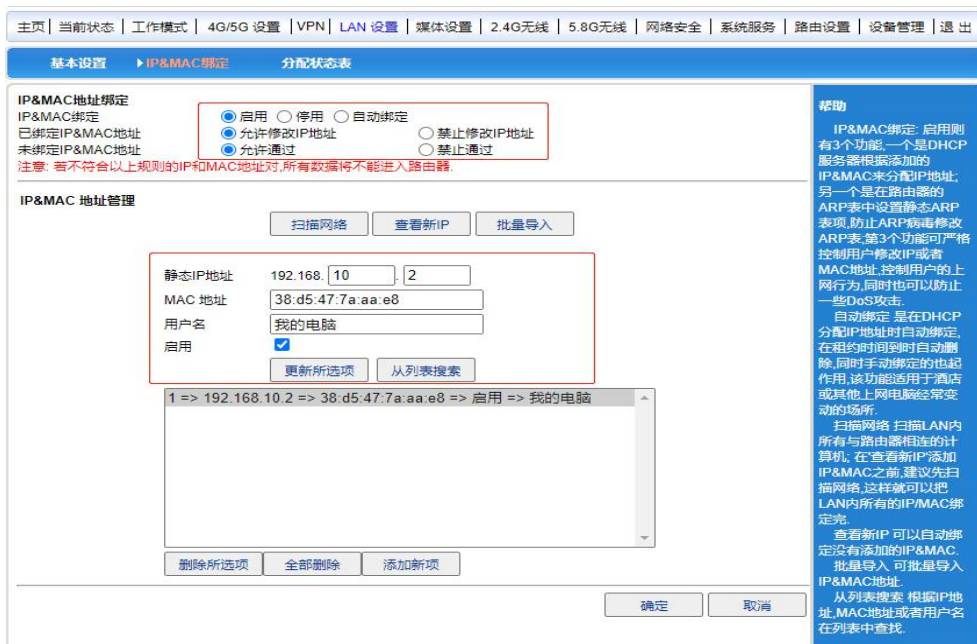 主页| 当前状态 | 工作模式 | 4G/5G 设置 |VPN| LAN 设置 | 媒体设置 | 2.4G无线 | 5.8G无线 | 网络安全 | 系统服务 | 路由设置 | 设备管理 |退 出
基本设置 IP&MAC绑定 分配状态表
IP&MAC地址绑定
IP&MAC绑定 启用 停用 自动绑定
已绑定IP&MAC地址 允许修改IP地址 禁止修改IP地址
未绑定IP&MAC地址 允许通过 禁止通过
注意: 若不符合以上规则的IP和MAC地址对,所有数据将不能进入路由器.
IP&MAC 地址管理
扫描网络 查看新IP 批量导入
静态IP地址 192.168. 10 . 2
MAC 地址 38:d5:47:7a:aa:e8
用户名 我的电脑
启用
更新所选项 从列表搜索
1 => 192.168.10.2 => 38:d5:47:7a:aa:e8 => 启用 => 我的电脑
删除所选项 全部删除 添加新项
确定 取消
帮助
IP&MAC绑定: 启用则
有3个功能,一个是DHCP
服务器根据添加的
IP&MAC来分配IP地址;
另一个是在路由器的
ARP表中设置静态ARP
表项,防止ARP病毒修改
ARP表;第3个功能可严格
控制用户修改IP或者
MAC地址,控制用户的上
网行为,同时也可以防止
一些DoS攻击.
自动绑定 是在DHCP
分配IP地址时自动绑定,
在租约时间到时自动删
除,同时手动绑定的也起
作用,该功能适用于酒店
或其他上网电脑经常变
动的场所.
扫描网络 扫描LAN内
所有与路由器相连的计
算机; 在'查看新IP'添加
IP&MAC之前,建议先扫
描网络,这样就可以把
LAN内所有的IP/MAC绑
定完.
查看新IP 可以自动绑
定没有添加的IP&MAC.
批量导入 可批量导入
IP&MAC地址.
从列表搜索 根据IP地
址,MAC地址或者用户名
在列表中查找.